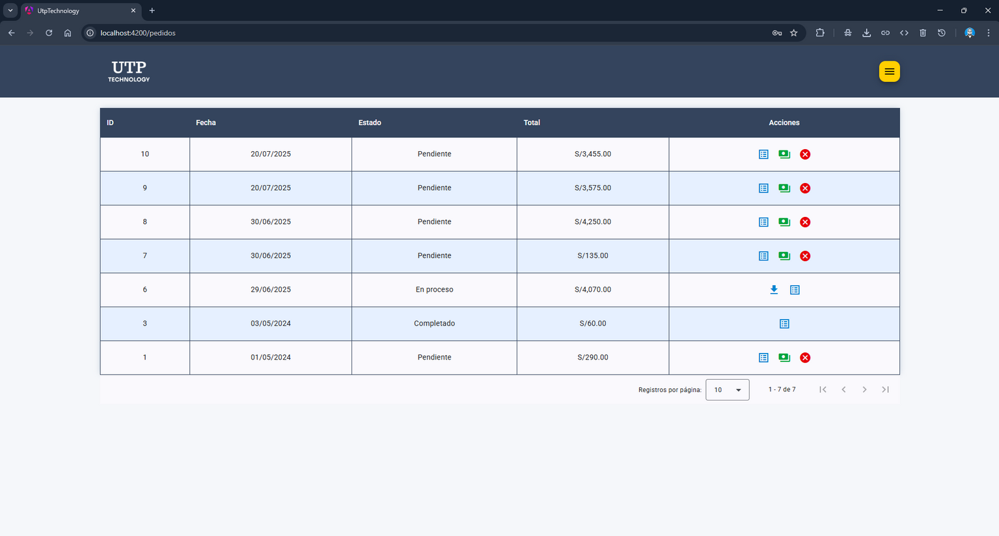 UtpTechnology
localhost:4200/pedidos
UTP
TECHNOLOGY
ID Fecha Estado Total Acciones
10 20/07/2025 Pendiente S/3,455.00
9 20/07/2025 Pendiente S/3,575.00
8 30/06/2025 Pendiente S/4,250.00
7 30/06/2025 Pendiente S/135.00
6 29/06/2025 En proceso S/4,070.00
3 03/05/2024 Completado S/60.00
1 01/05/2024 Pendiente S/290.00
Registros por página: 10 1 - 7 de 7